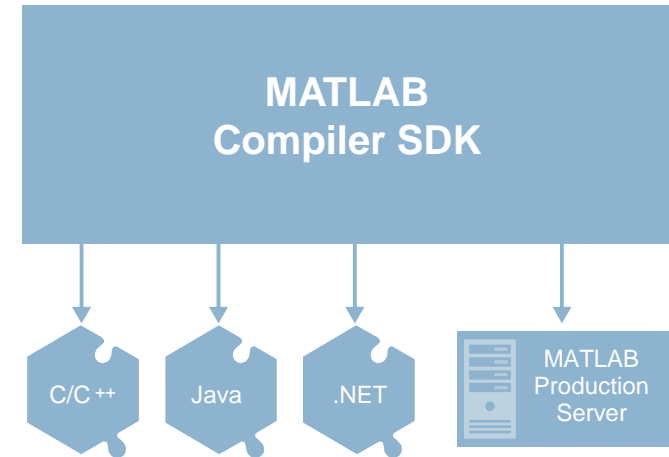 MATLAB
Compiler SDK
C/C ++
Java
.NET
MATLAB
Production
Server